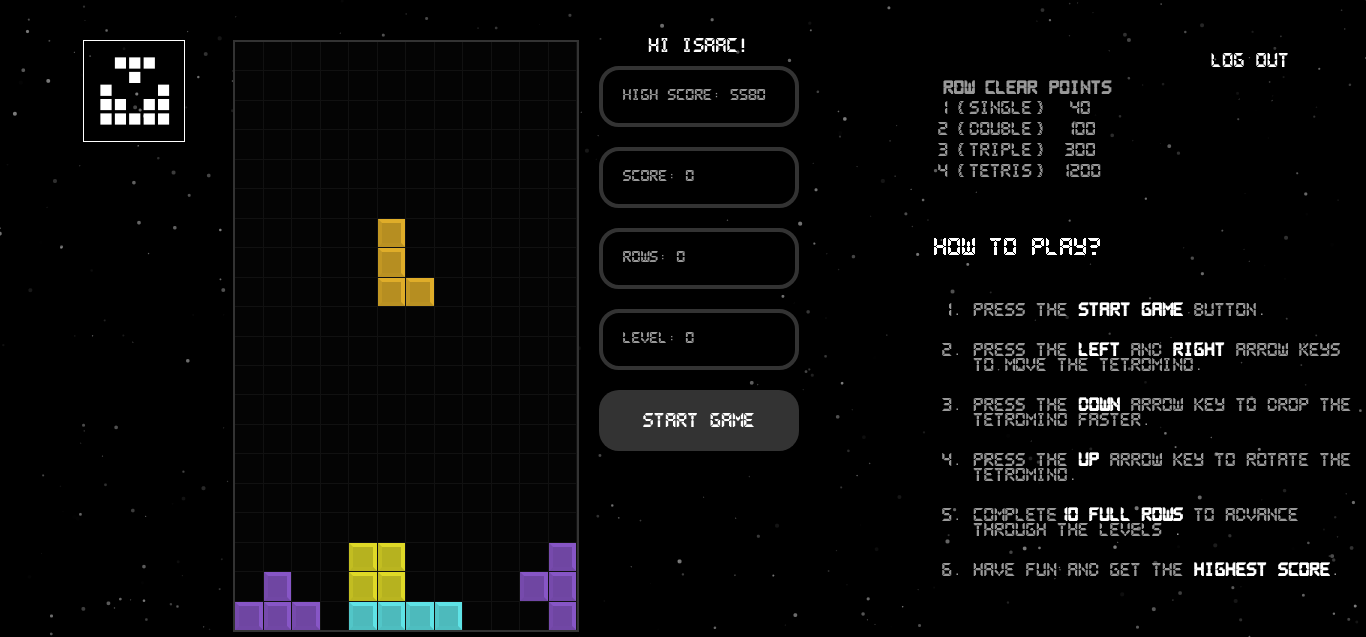 HI ISAAC!
HIGH SCORE: 5580
SCORE: 0
ROWS: 0
LEVEL: 0
START GAME
LOG OUT
ROW CLEAR POINTS
1 (SINGLE) 40
2 (DOUBLE) 100
3 (TRIPLE) 300
4 (TETRIS) 1200
HOW TO PLAY?
1. PRESS THE START GAME BUTTON.
2. PRESS THE LEFT AND RIGHT ARROW KEYS
TO MOVE THE TETROMINO.
3. PRESS THE DOWN ARROW KEY TO DROP THE
TETROMINO FASTER.
4. PRESS THE UP ARROW KEY TO ROTATE THE
TETROMINO.
5. COMPLETE 10 FULL ROWS TO ADVANCE
THROUGH THE LEVELS .
6. HAVE FUN AND GET THE HIGHEST SCORE.